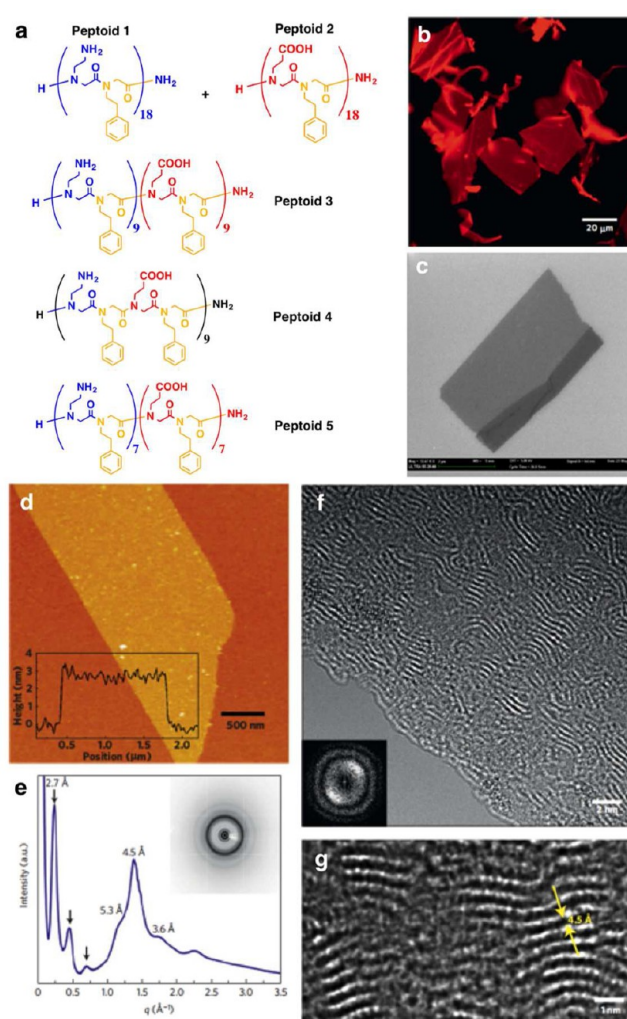 a
Peptoid 1
Peptoid 2
NH2
O
H
N
N
O
NH2
18
+
COOH
O
H
N
N
O
NH2
18
NH2
O
H
N
N
O
9
COOH
O
N
N
O
NH2
9
Peptoid 3
NH2
O
H
N
N
O
COOH
O
N
N
O
NH2
9
Peptoid 4
NH2
O
H
N
N
O
7
COOH
O
N
N
O
NH2
7
Peptoid 5
b
20 μm
c
d
Height (nm)
4
3
2
1
0
0.5
1.0
1.5
2.0
Position (μm)
500 nm
e
Intensity (a.u.)
2.7 Å
5.3 Å
4.5 Å
3.6 Å
0
0.5
1.0
1.5
2.0
2.5
3.0
3.5
q (Å⁻¹)
f
2 nm
g
4.5 Å
1nm